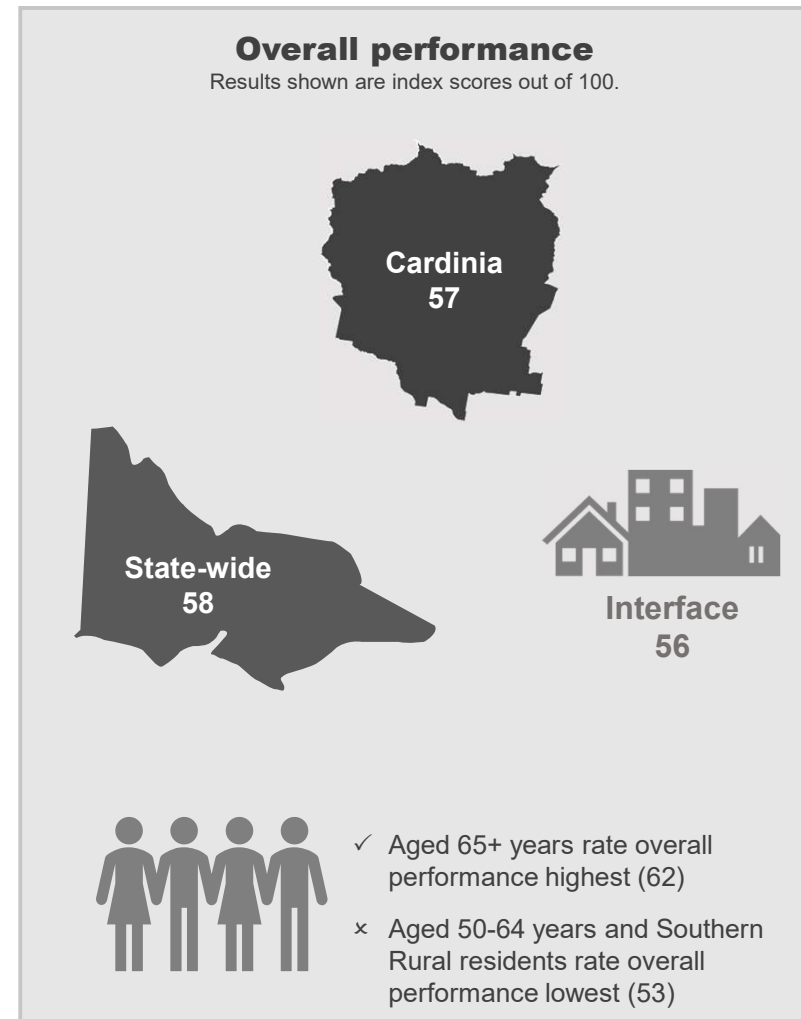 Overall performance
Results shown are index scores out of 100.
Cardinia
57
State-wide
58
Interface
56
✓ Aged 65+ years rate overall
performance highest (62)
× Aged 50-64 years and Southern
Rural residents rate overall
performance lowest (53)